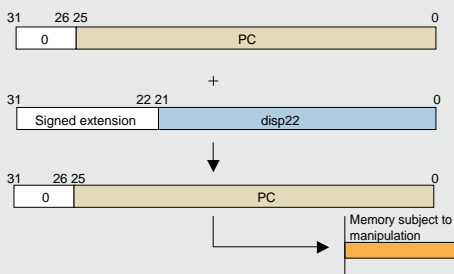 31 26 25 0
0 PC
+
31 22 21 0
Signed extension disp22
31 26 25 0
0 PC
Memory subject to
manipulation